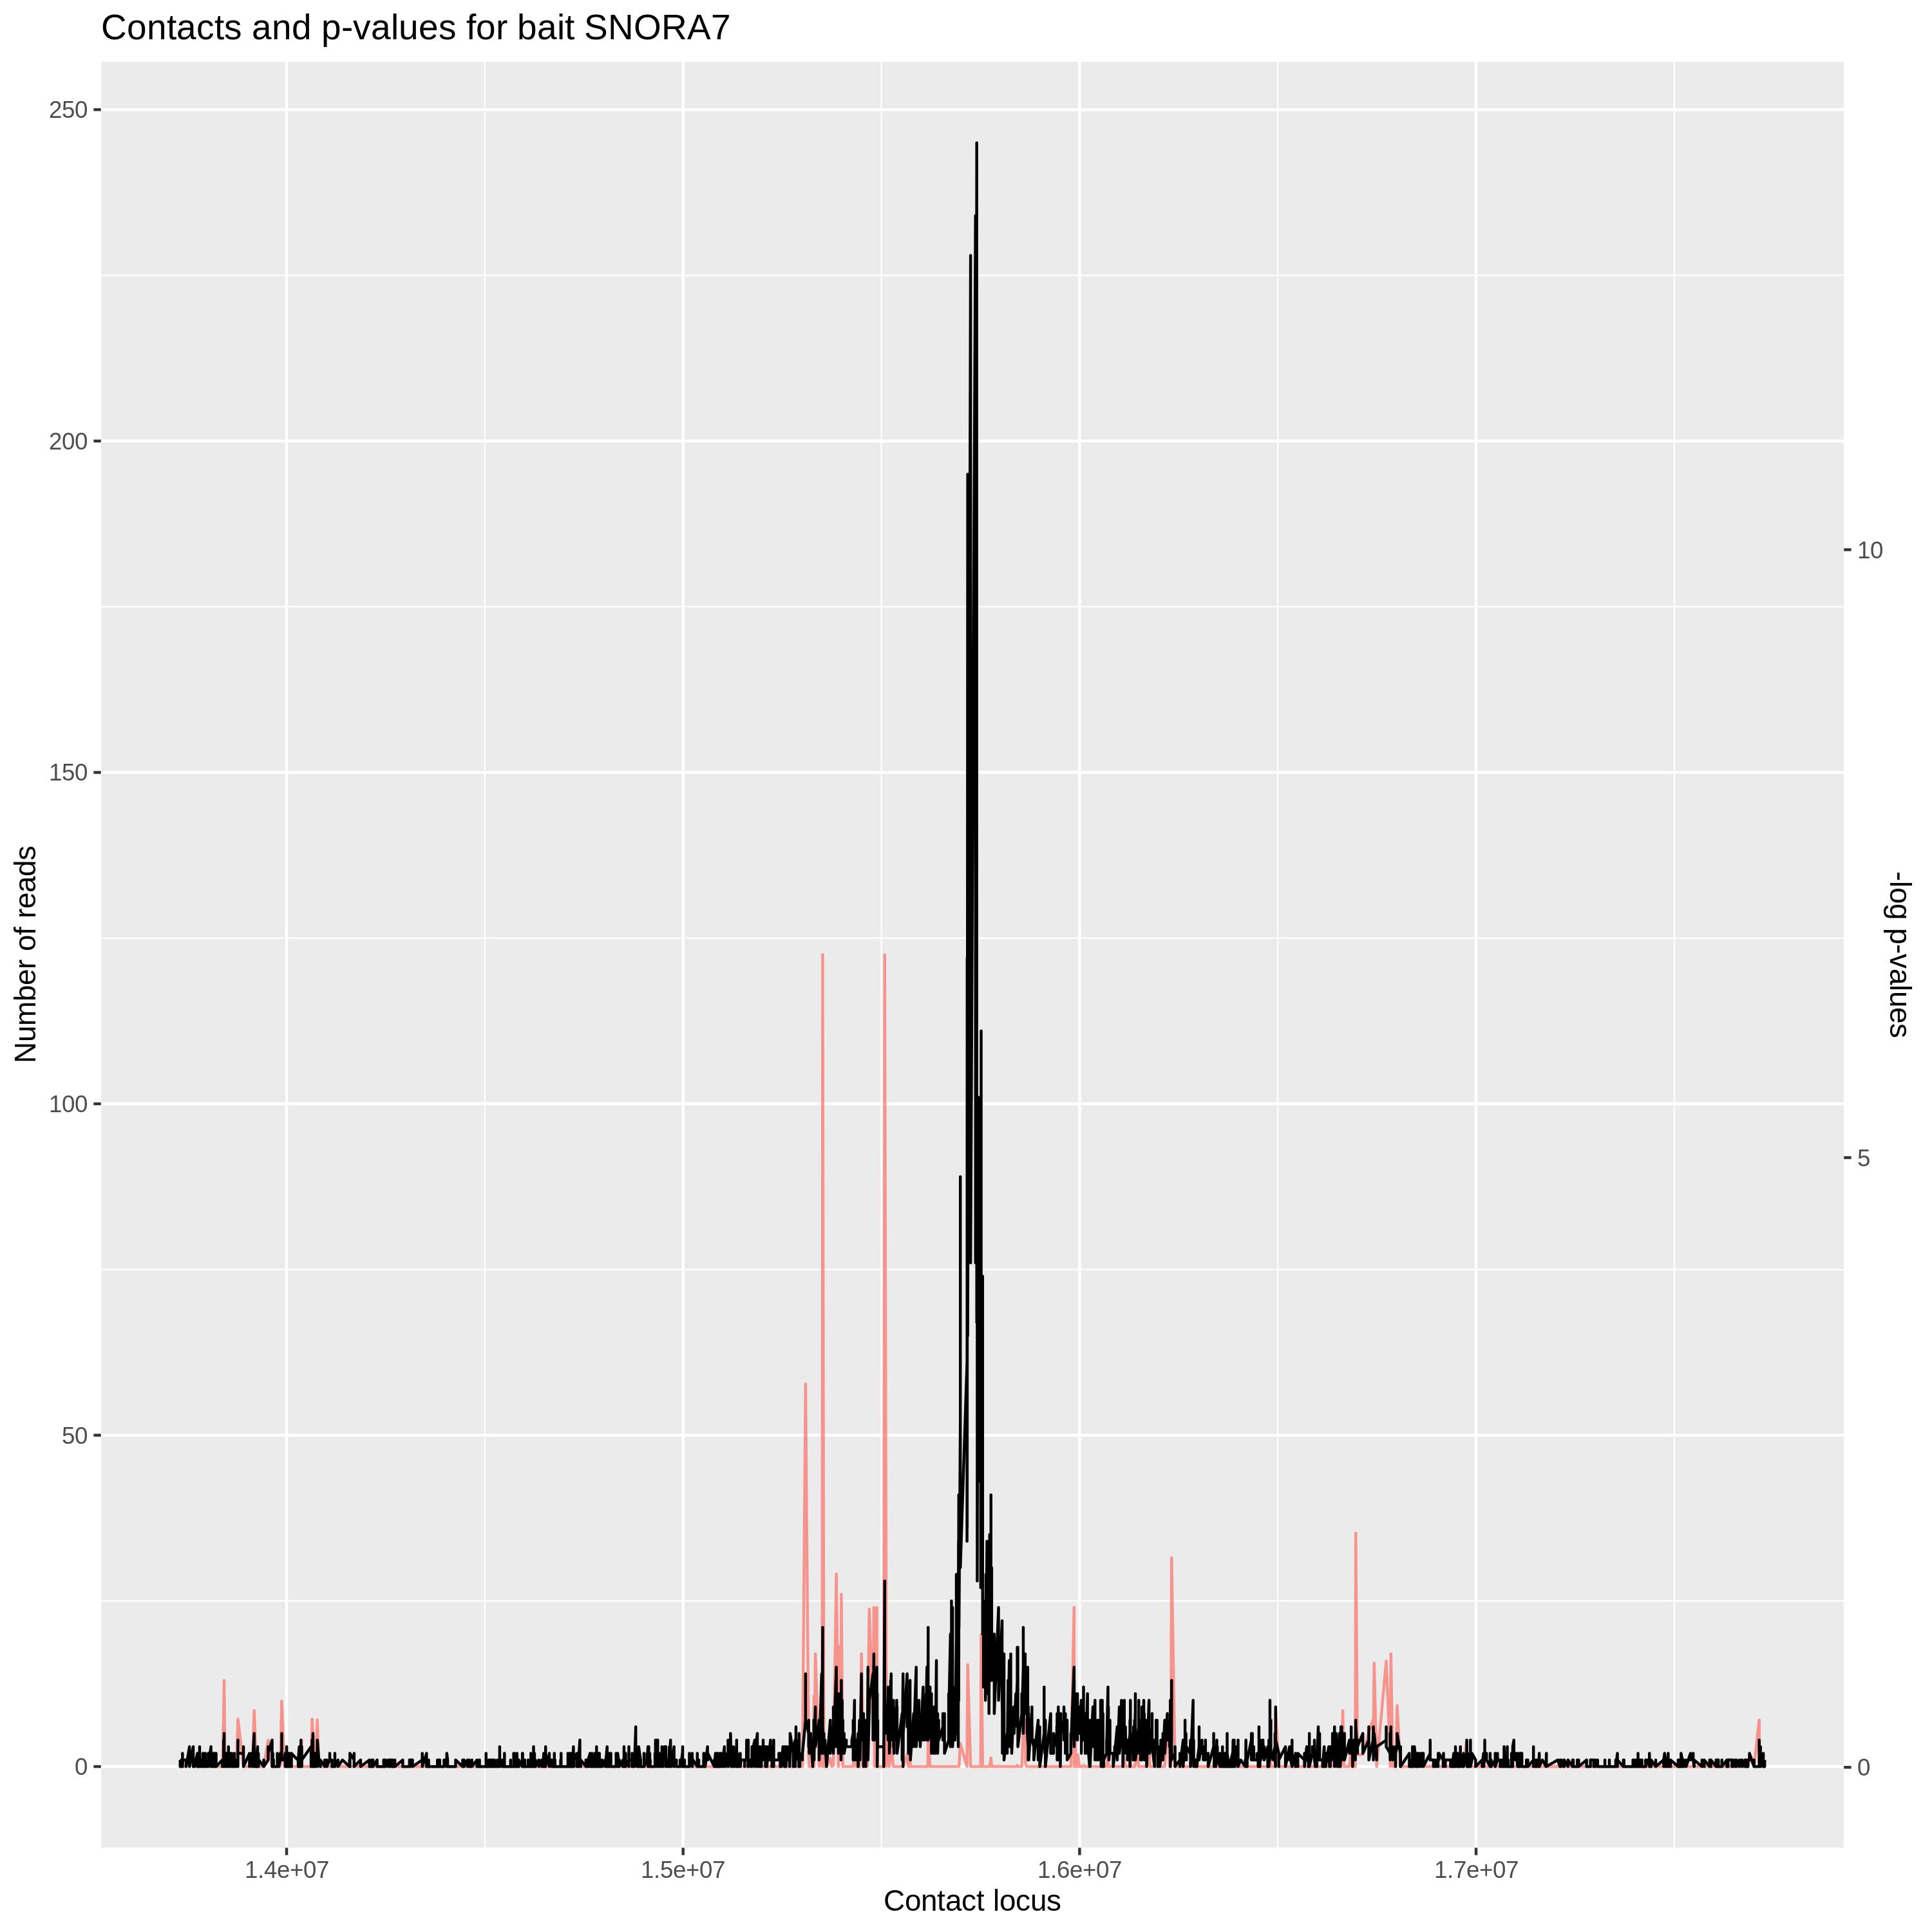 Contacts and p-values for bait SNORA7
250
200
150
100
50
0
Number of reads
10
5
0
-log p-values
1.4e+07
1.5e+07
1.6e+07
1.7e+07
Contact locus